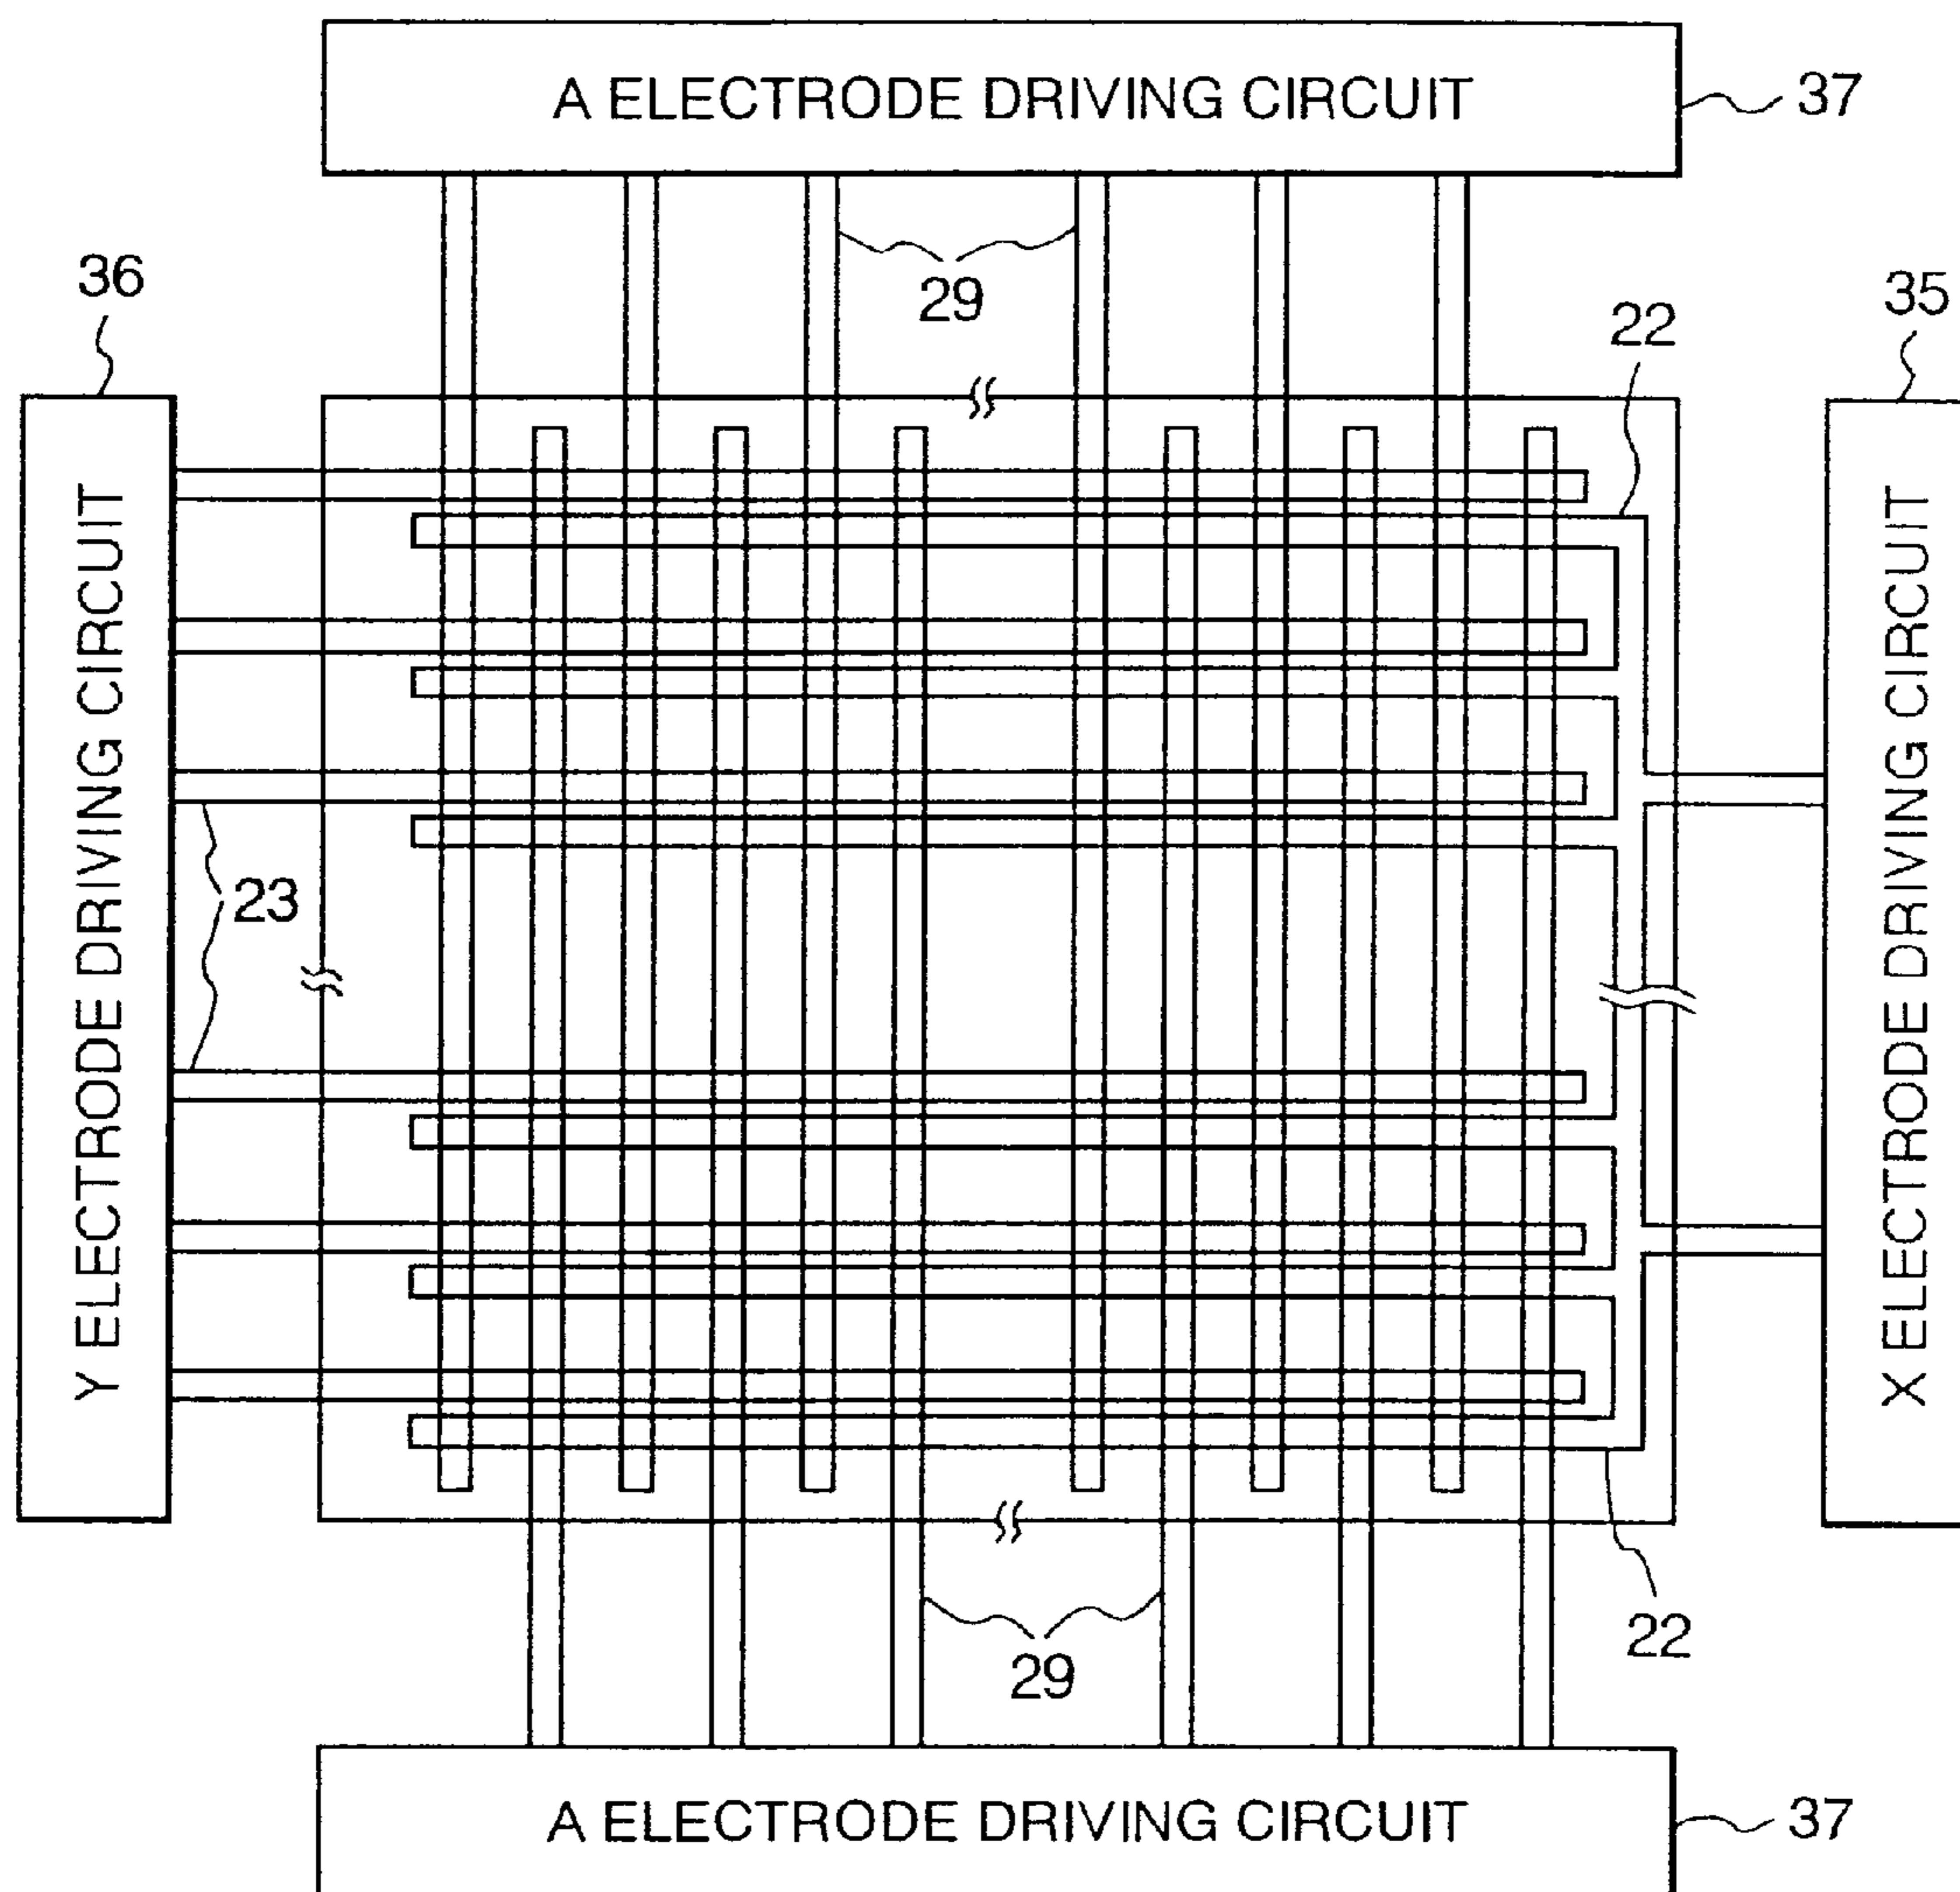 A ELECTRODE DRIVING CIRCUIT
37
36
29
22
35
Y ELECTRODE DRIVING CIRCUIT
X ELECTRODE DRIVING CIRCUIT
23
29
22
A ELECTRODE DRIVING CIRCUIT
37